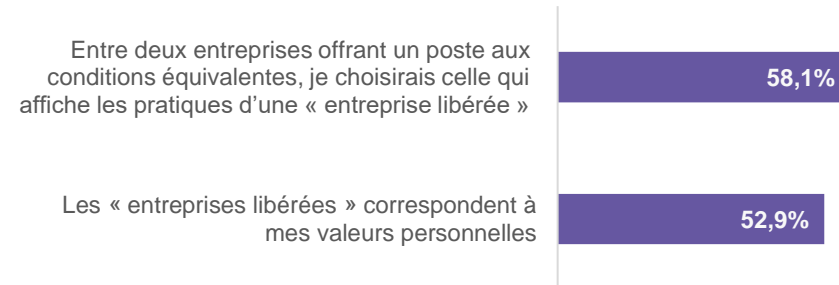 Entre deux entreprises offrant un poste aux
conditions équivalentes, je choisirais celle qui
affiche les pratiques d’une « entreprise libérée »
58,1%
Les « entreprises libérées » correspondent à
mes valeurs personnelles
52,9%